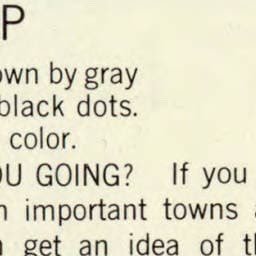 P
own by gray
black dots.
color.
OU GOING? If you
n important towns a
n get an idea of th